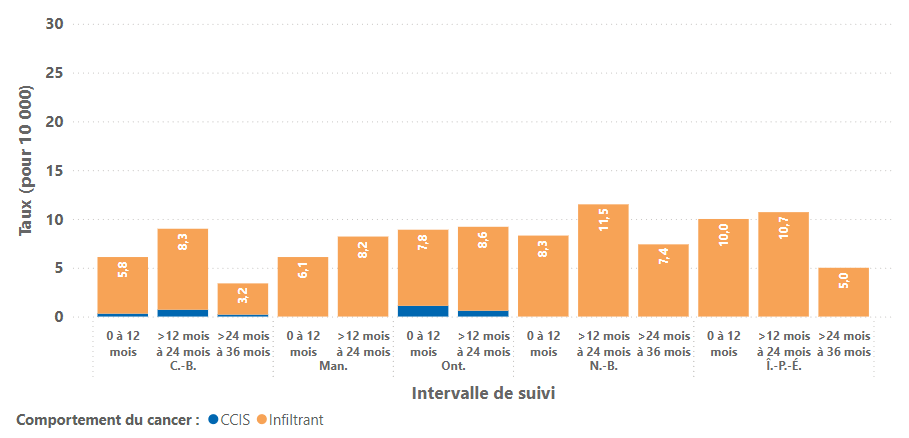 Taux (pour 10 000)
30
25
20
15
10
5
0
5,8
8,3
3,2
6,1
8,2
7,8
8,6
8,3
11,5
7,4
10,0
10,7
5,0
0 à 12 mois
>12 mois à 24 mois
>24 mois à 36 mois
0 à 12 mois
>12 mois à 24 mois
0 à 12 mois
>12 mois à 24 mois
0 à 12 mois
>12 mois à 24 mois
>24 mois à 36 mois
0 à 12 mois
>12 mois à 24 mois
>24 mois à 36 mois
C.-B.
Man.
Ont.
N.-B.
Î.-P.-É.
Intervalle de suivi
Comportement du cancer : CCIS Infiltrant